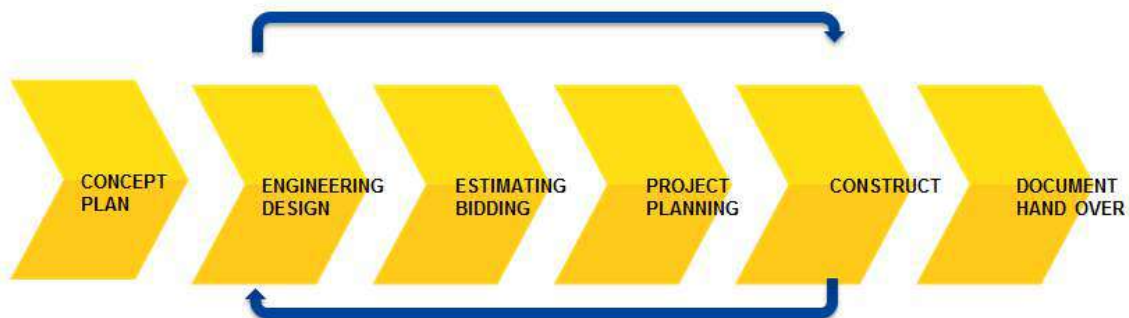 CONCEPT
PLAN
ENGINEERING
DESIGN
ESTIMATING
BIDDING
PROJECT
PLANNING
CONSTRUCT
DOCUMENT
HAND OVER